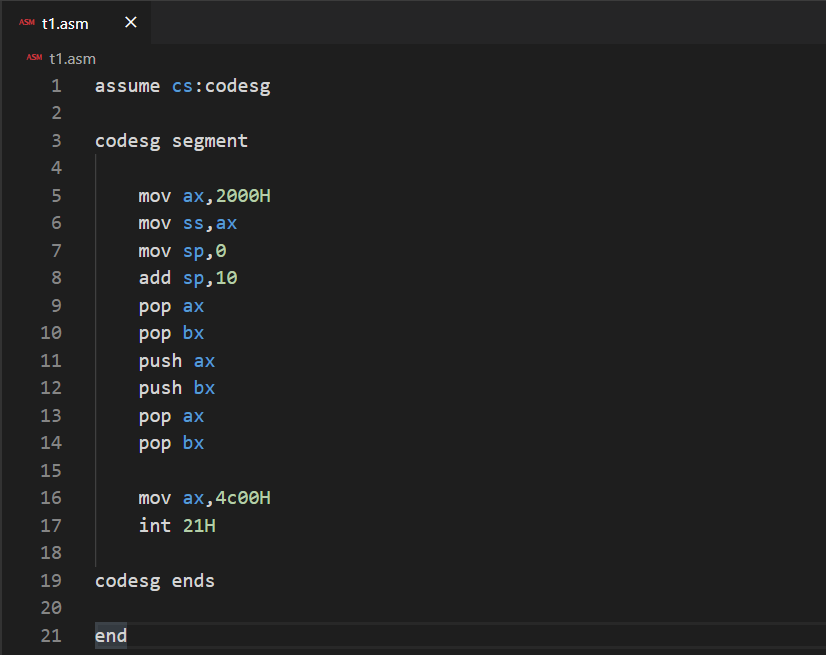 ASM t1.asm ×
ASM t1.asm
1 assume cs:codesg
2
3 codesg segment
4
5 mov ax,2000H
6 mov ss,ax
7 mov sp,0
8 add sp,10
9 pop ax
10 pop bx
11 push ax
12 push bx
13 pop ax
14 pop bx
15
16 mov ax,4c00H
17 int 21H
18
19 codesg ends
20
21 end